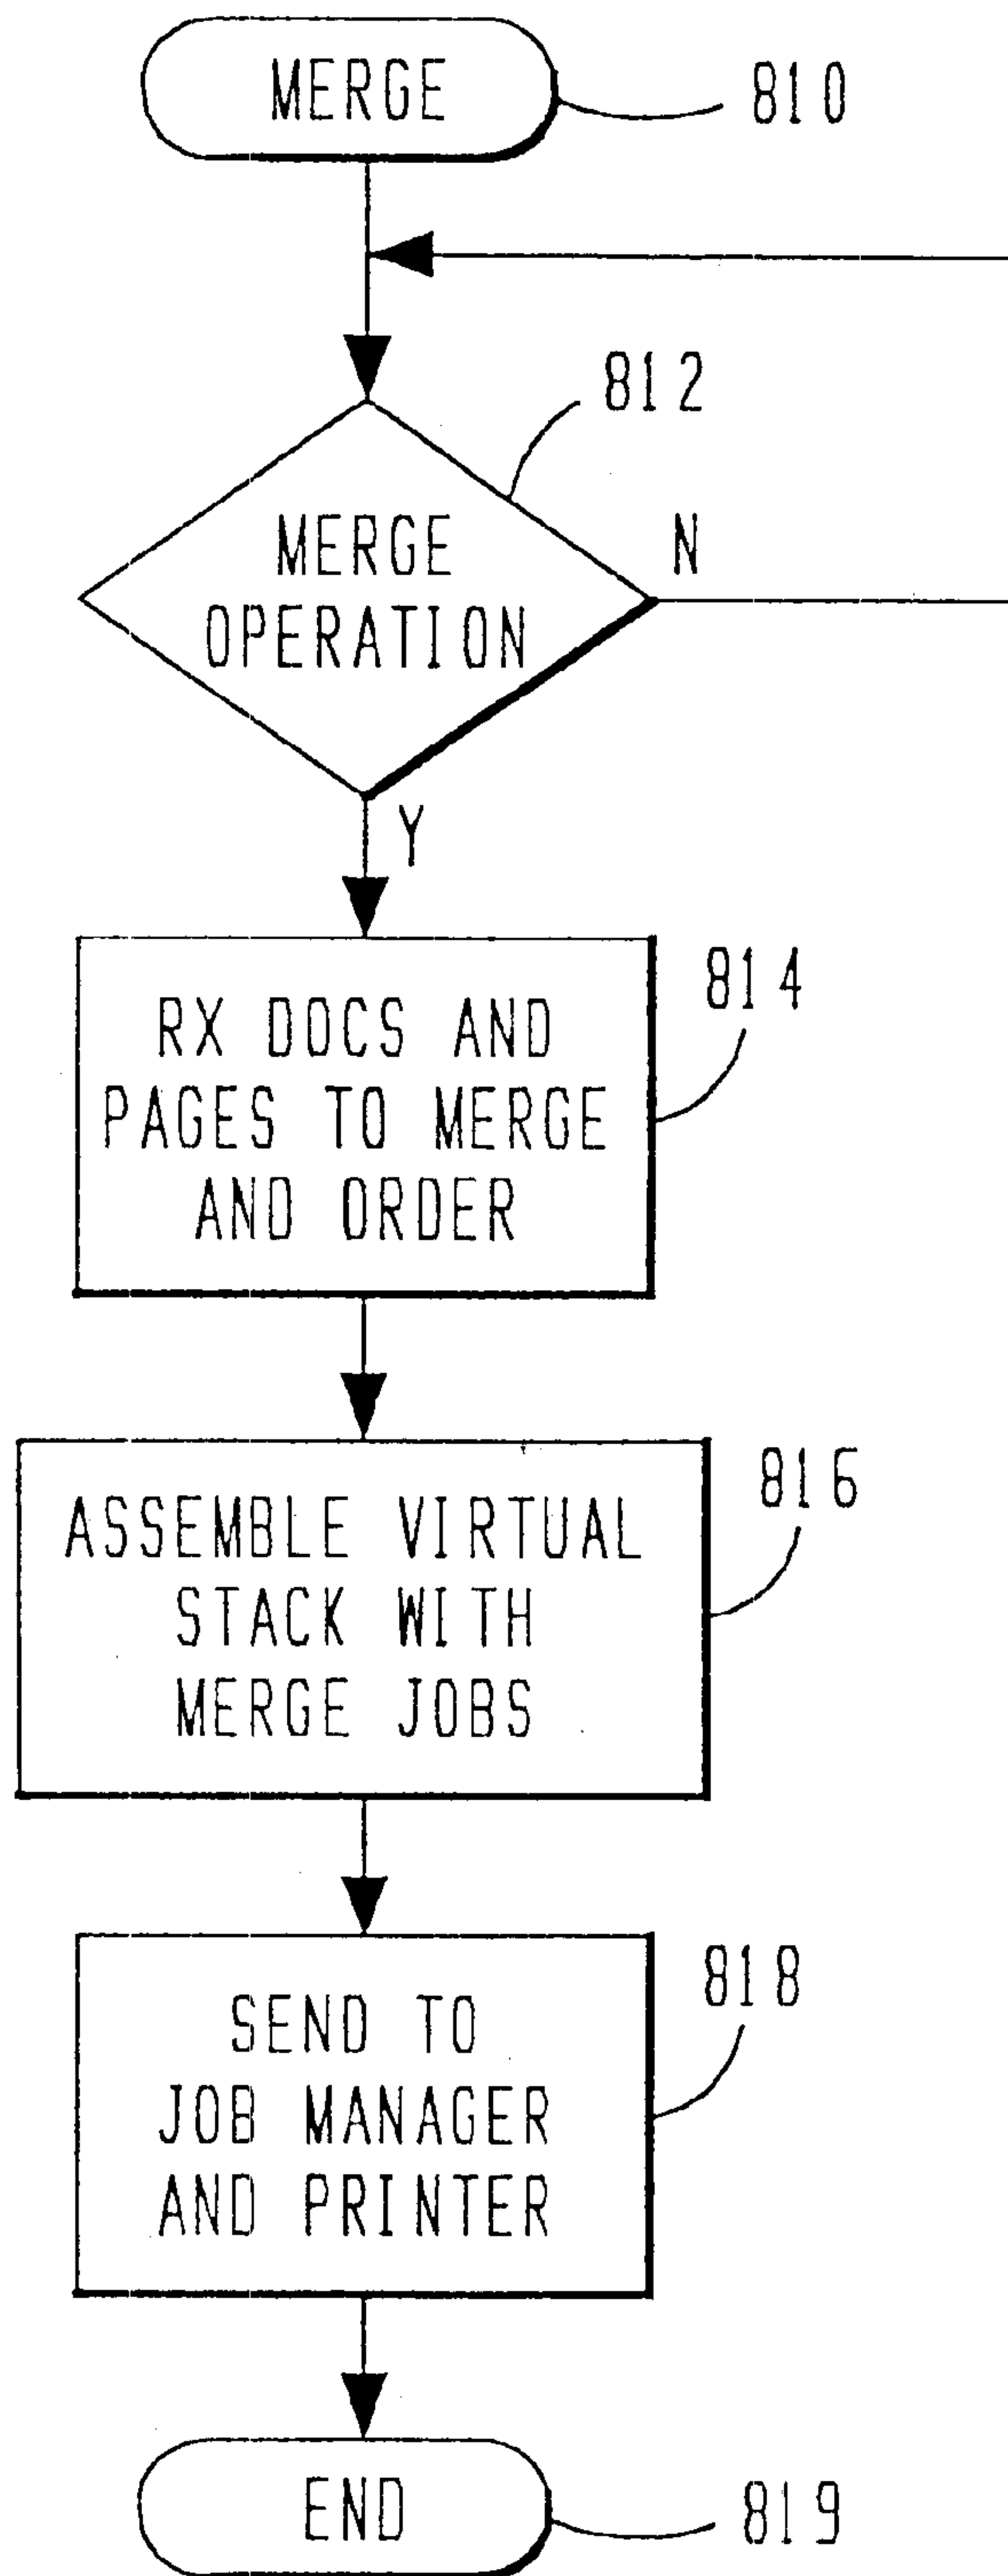 MERGE
810
812
MERGE
OPERATION
N
Y
814
RX DOCS AND
PAGES TO MERGE
AND ORDER
816
ASSEMBLE VIRTUAL
STACK WITH
MERGE JOBS
818
SEND TO
JOB MANAGER
AND PRINTER
END
819